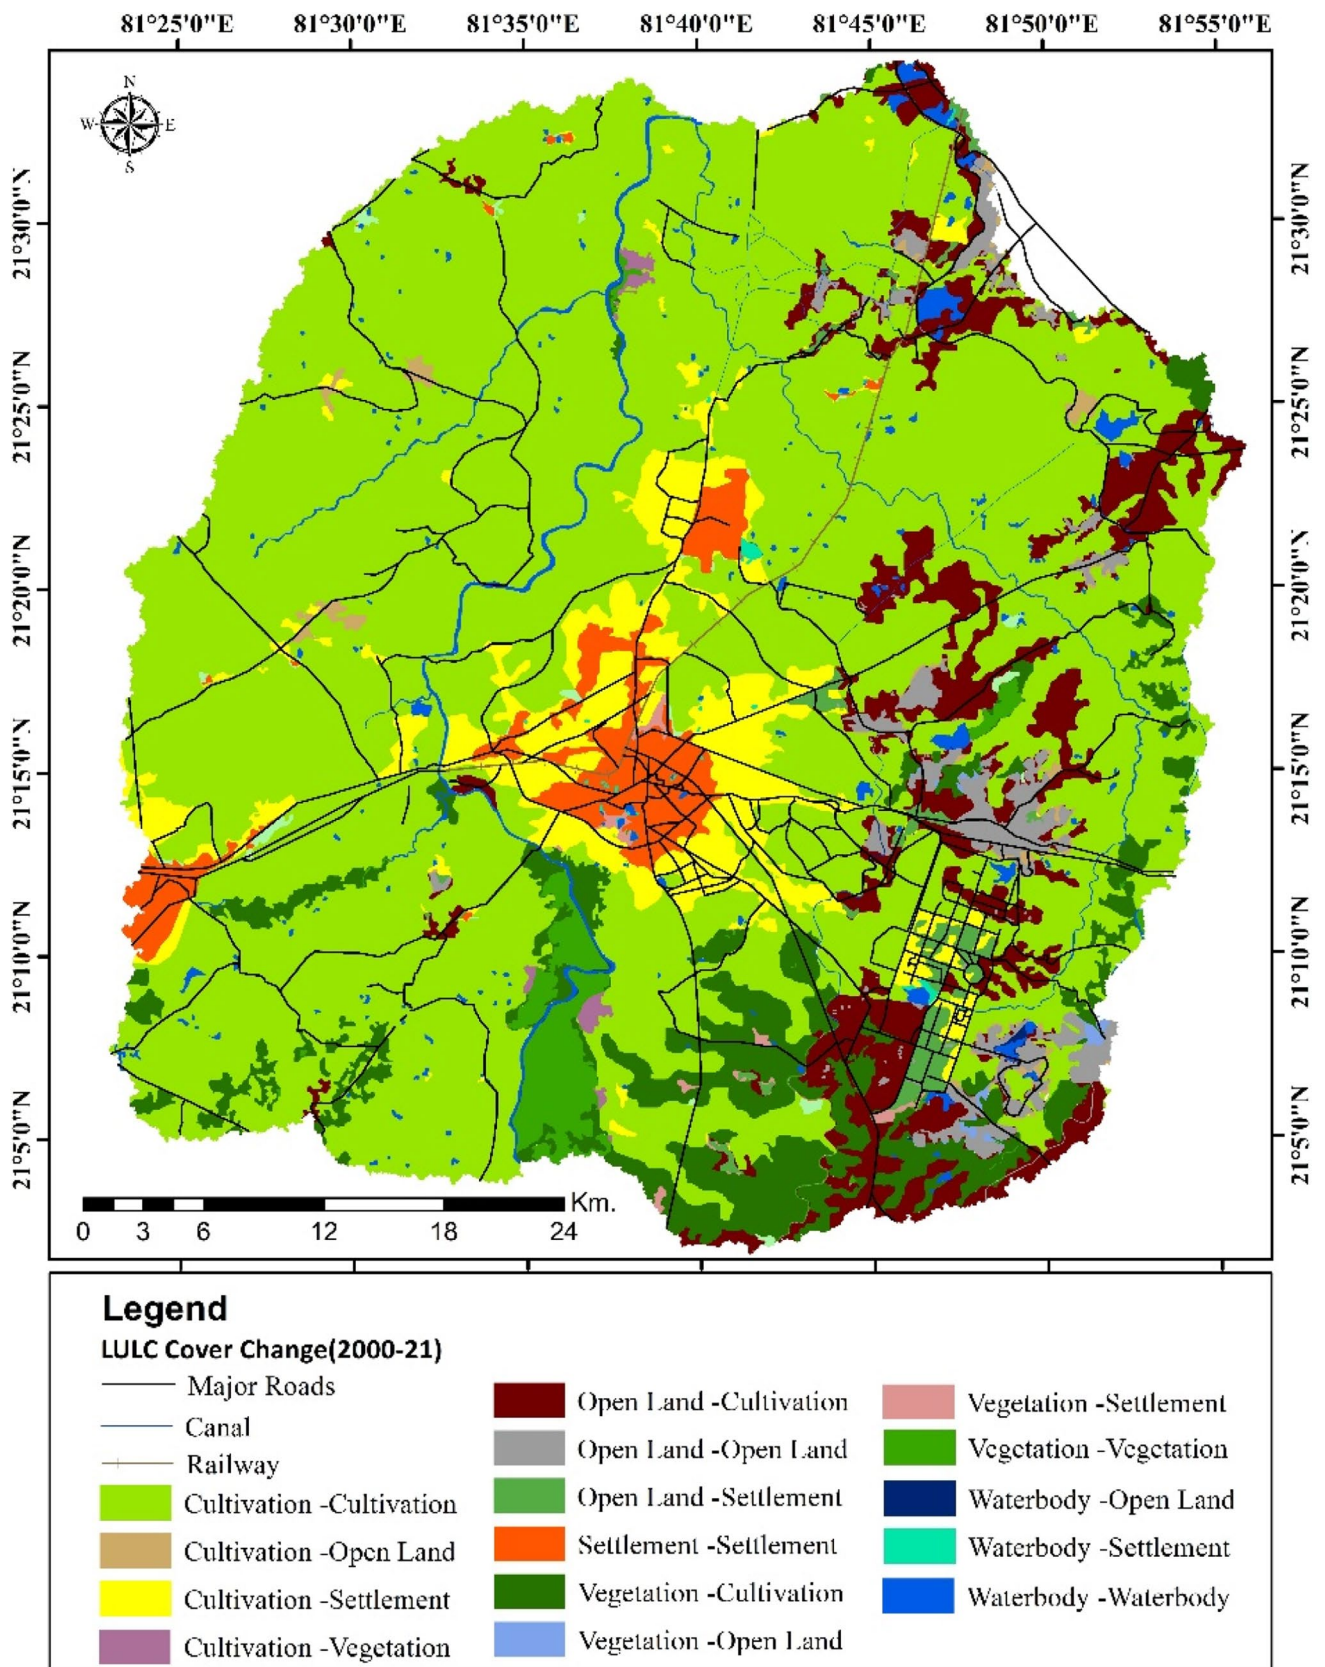 81°25'0"E 81°30'0"E 81°35'0"E 81°40'0"E 81°45'0"E 81°50'0"E 81°55'0"E
N
W E
S
21°30'0"N 21°30'0"N
21°25'0"N 21°25'0"N
21°20'0"N 21°20'0"N
21°15'0"N 21°15'0"N
21°10'0"N 21°10'0"N
21°5'0"N 21°5'0"N
Km.
0 3 6 12 18 24
Legend
LULC Cover Change(2000-21)
Major Roads
Canal
Railway
Cultivation -Cultivation
Cultivation -Open Land
Cultivation -Settlement
Cultivation -Vegetation
Open Land -Cultivation
Open Land -Open Land
Open Land -Settlement
Settlement -Settlement
Vegetation -Cultivation
Vegetation -Open Land
Vegetation -Settlement
Vegetation -Vegetation
Waterbody -Open Land
Waterbody -Settlement
Waterbody -Waterbody